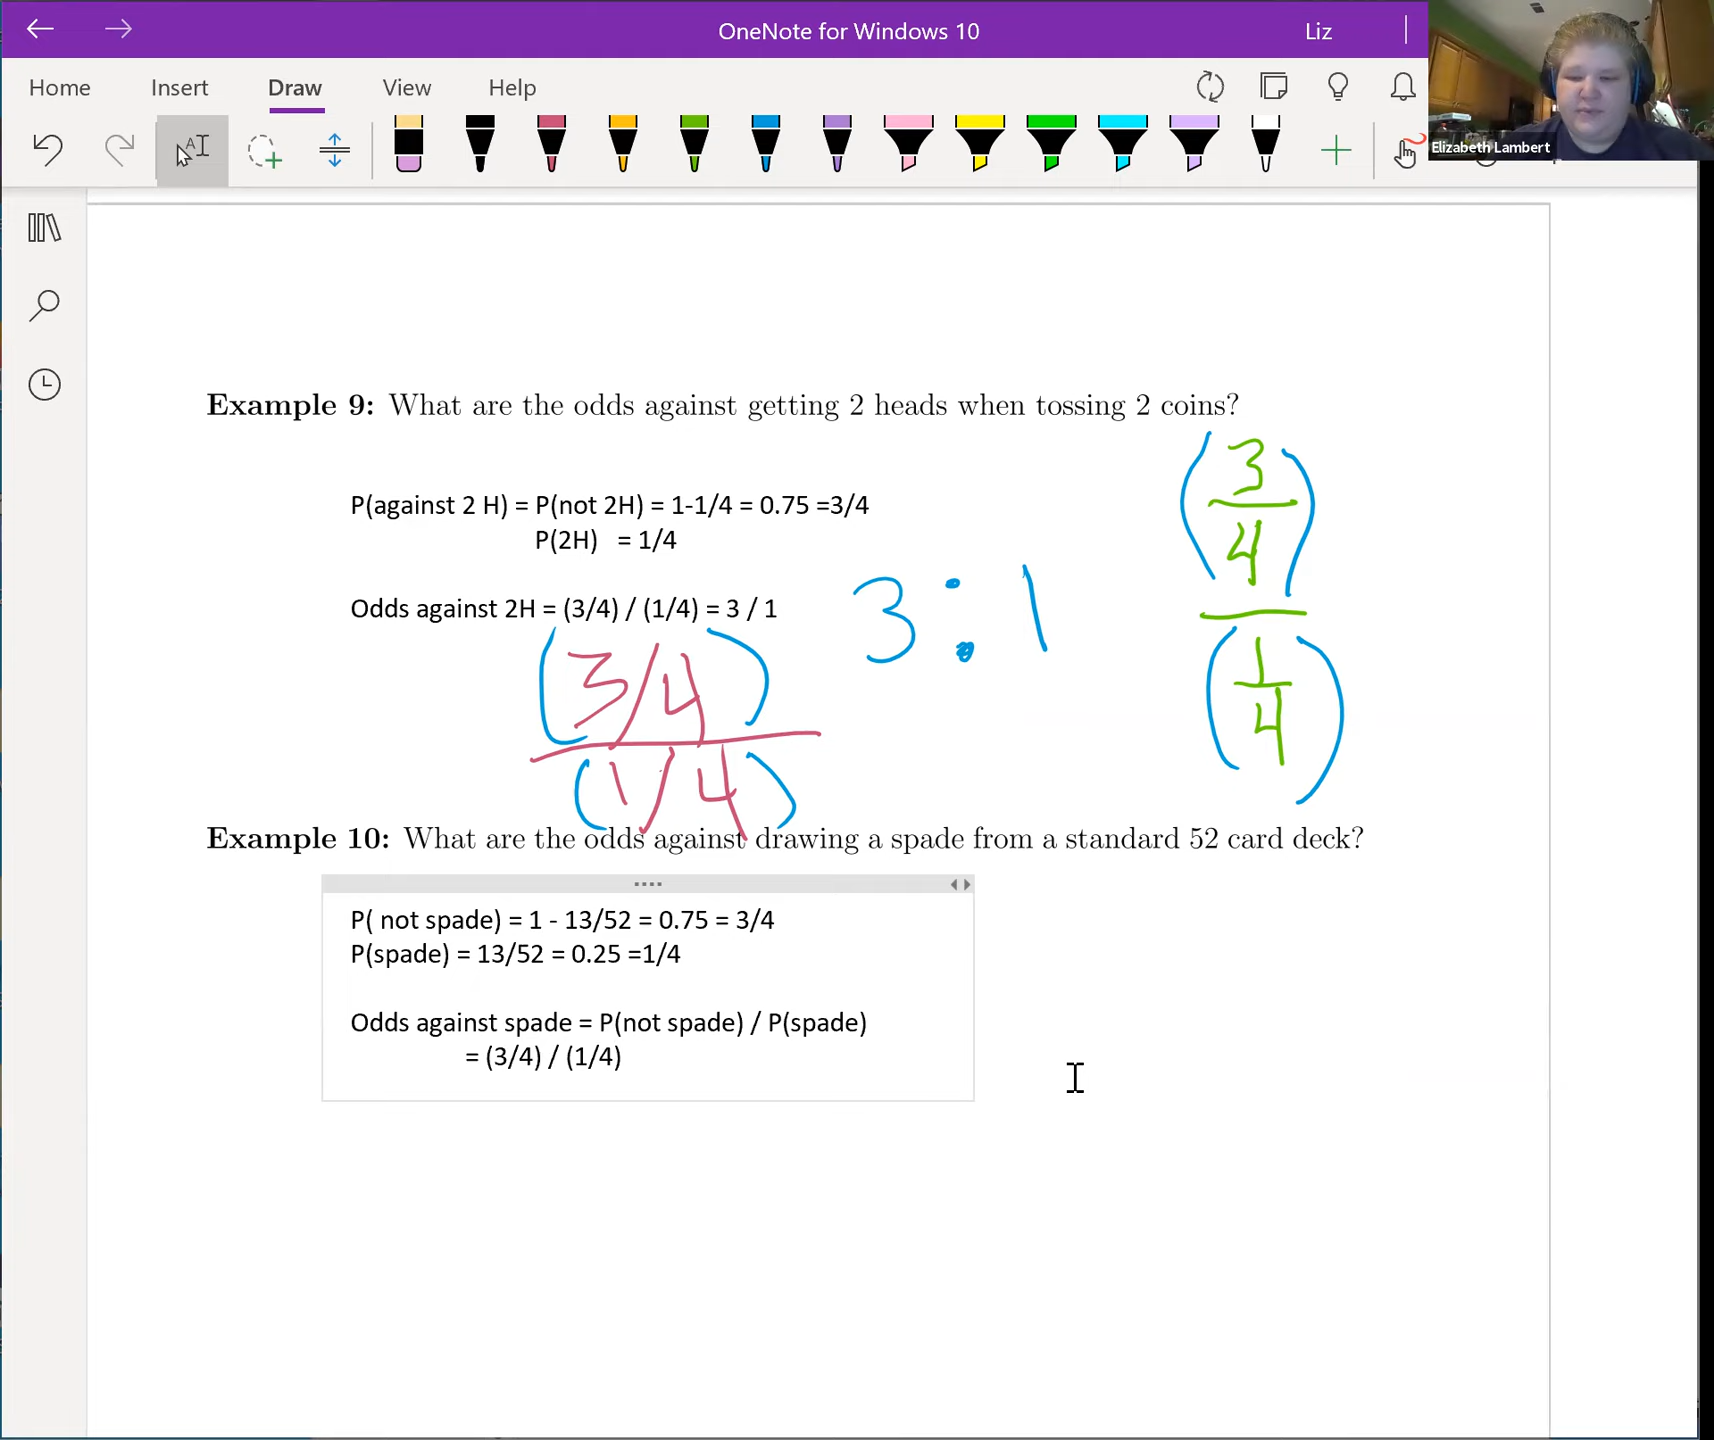 OneNote for Windows 10
Liz
Home Insert Draw View Help
Elizabeth Lambert
Example 9: What are the odds against getting 2 heads when tossing 2 coins?
P(against 2 H) = P(not 2H) = 1-1/4 = 0.75 =3/4
P(2H) = 1/4
Odds against 2H = (3/4) / (1/4) = 3 / 1
3 : 1
(3/4)
(1/4)
(3/4)
(1/4)
Example 10: What are the odds against drawing a spade from a standard 52 card deck?
P( not spade) = 1 - 13/52 = 0.75 = 3/4
P(spade) = 13/52 = 0.25 =1/4
Odds against spade = P(not spade) / P(spade)
= (3/4) / (1/4)